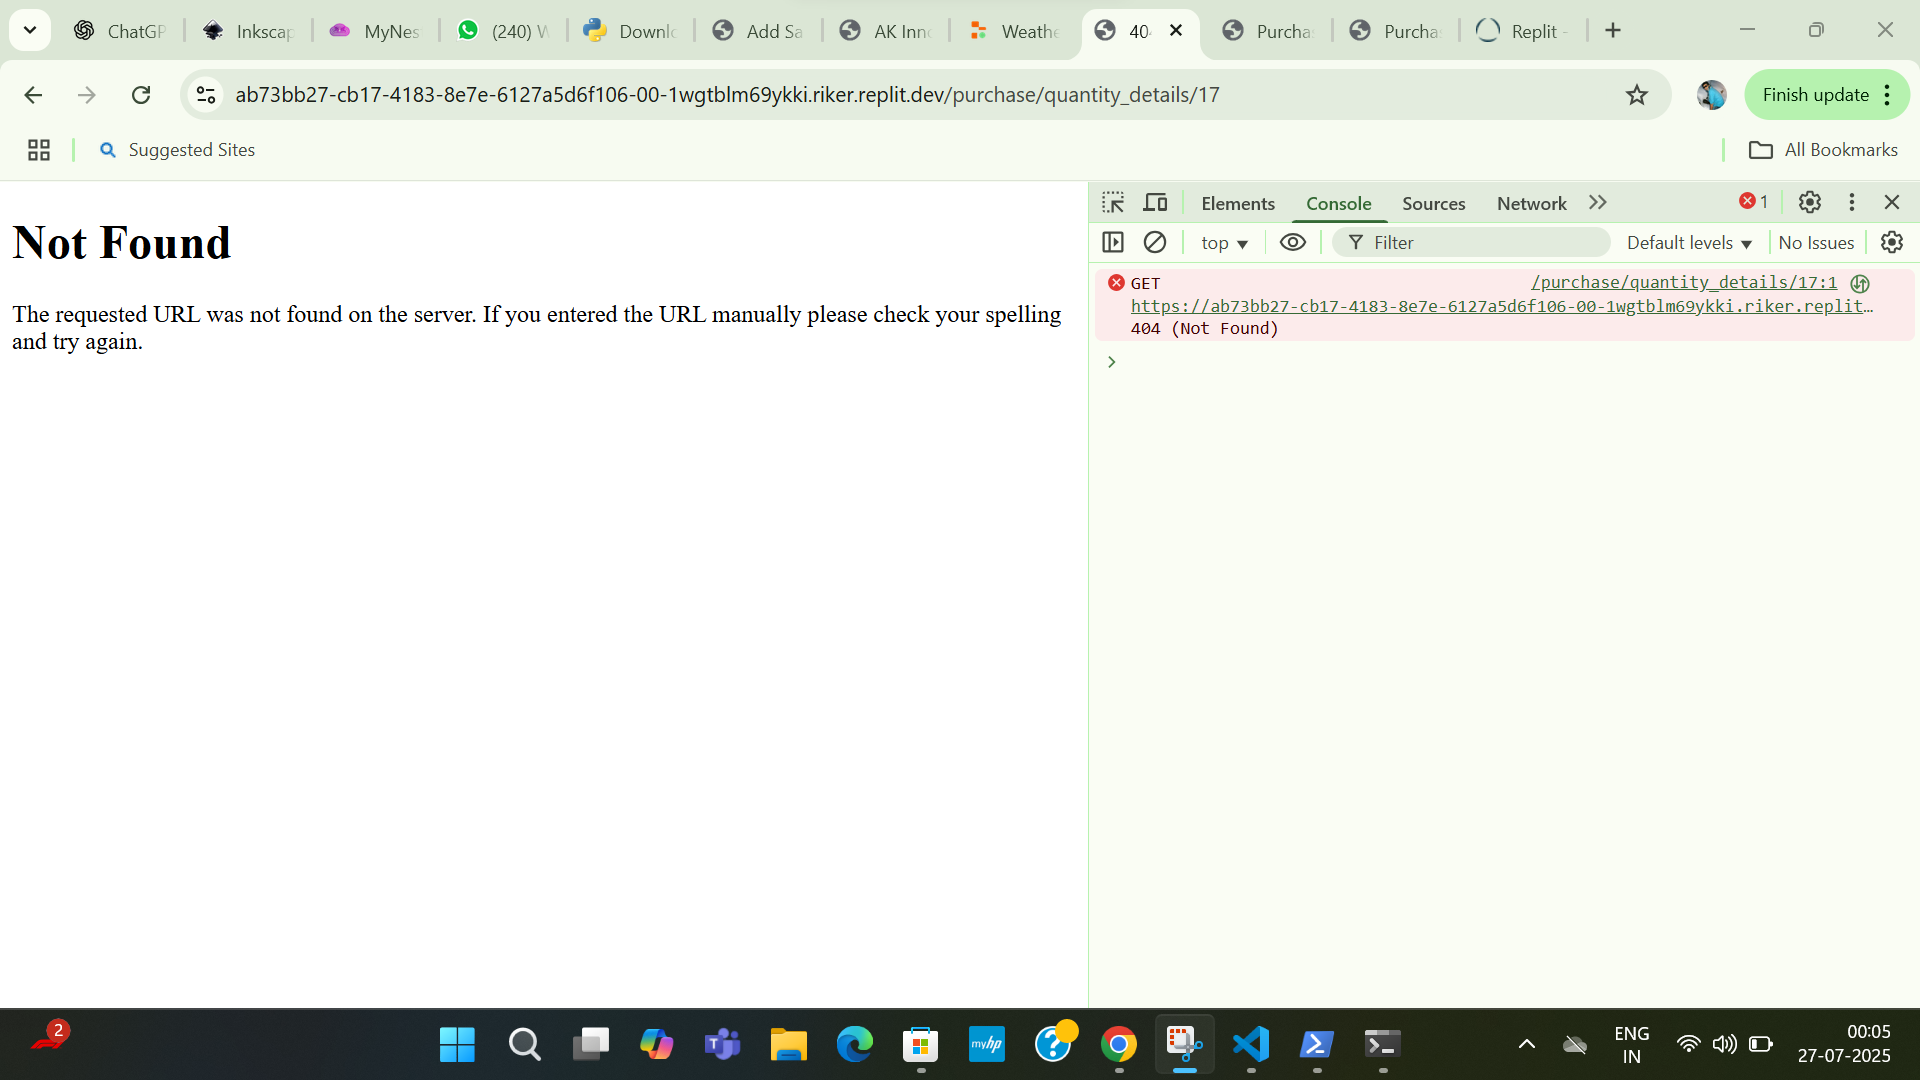 ChatGP
Inkscap
MyNes
(240) W
Downlo
Add Sa
AK Inno
Weathe
40
Purcha
Purcha
Replit -
ab73bb27-cb17-4183-8e7e-6127a5d6f106-00-1wgtblm69ykki.riker.replit.dev/purchase/quantity_details/17
Finish update
Suggested Sites
All Bookmarks
Not Found
The requested URL was not found on the server. If you entered the URL manually please check your spelling
and try again.
Elements
Console
Sources
Network
1
top
Filter
Default levels
No Issues
GET
/purchase/quantity_details/17:1
https://ab73bb27-cb17-4183-8e7e-6127a5d6f106-00-1wgtblm69ykki.riker.replit…
404 (Not Found)
2
myhp
ENG
IN
00:05
27-07-2025